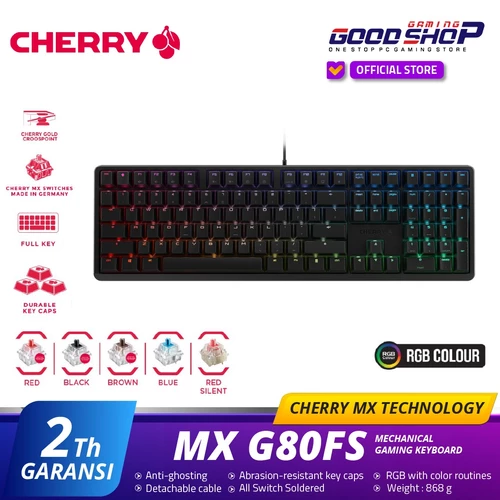 CHERRY
GAMING
GOODSHOP
ONE STOP PC GAMING STORE
OFFICIAL STORE
CHERRY GOLD
CROSSPOINT
CHERRY MX SWITCHES
MADE IN GERMANY
FULL KEY
DURABLE
KEY CAPS
RED
BLACK
BROWN
BLUE
RED
SILENT
RGB
Colour
RGB COLOUR
CHERRY MX TECHNOLOGY
2Th
GARANSI
MX G80FS
MECHANICAL
GAMING KEYBOARD
Anti-ghosting
Abrasion-resistant key caps
RGB with color routines
Detachable cable
All Switch Soldered
Weight : 868 g